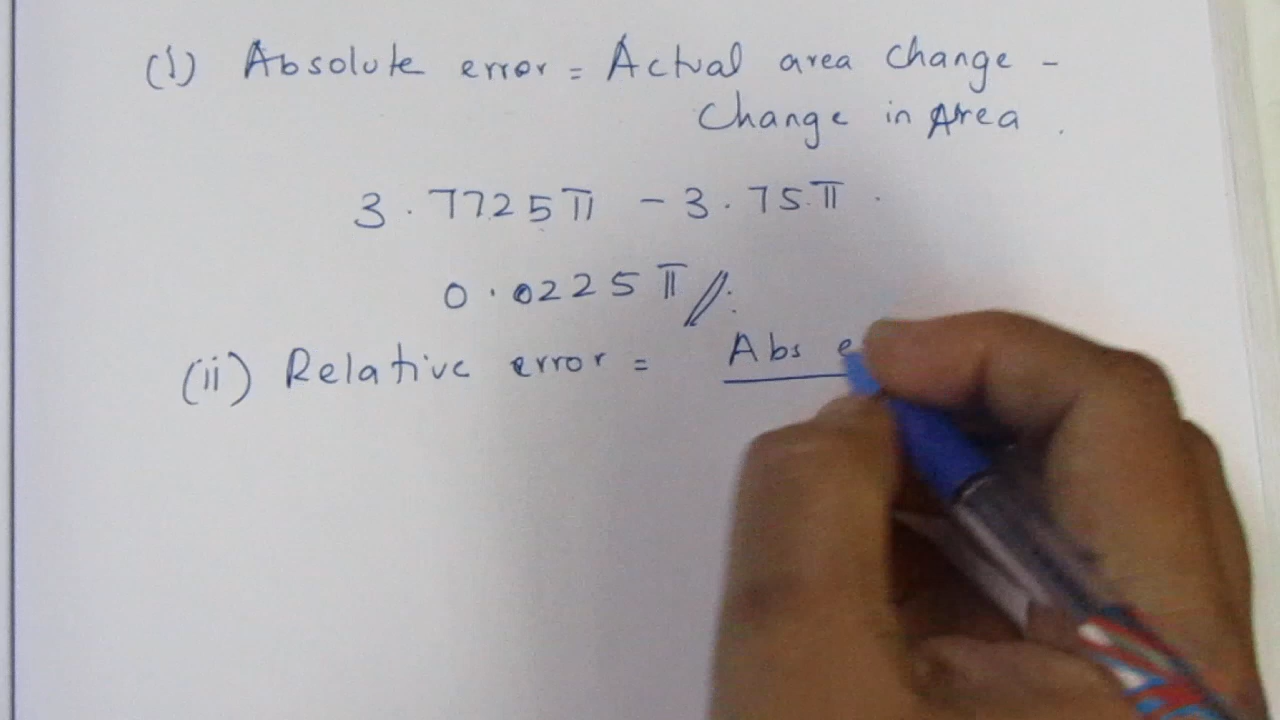 (i) Absolute error = Actual area change -
Change in Area .
3.7725π - 3.75π .
0.0225π //.
(ii) Relative error = Abs e